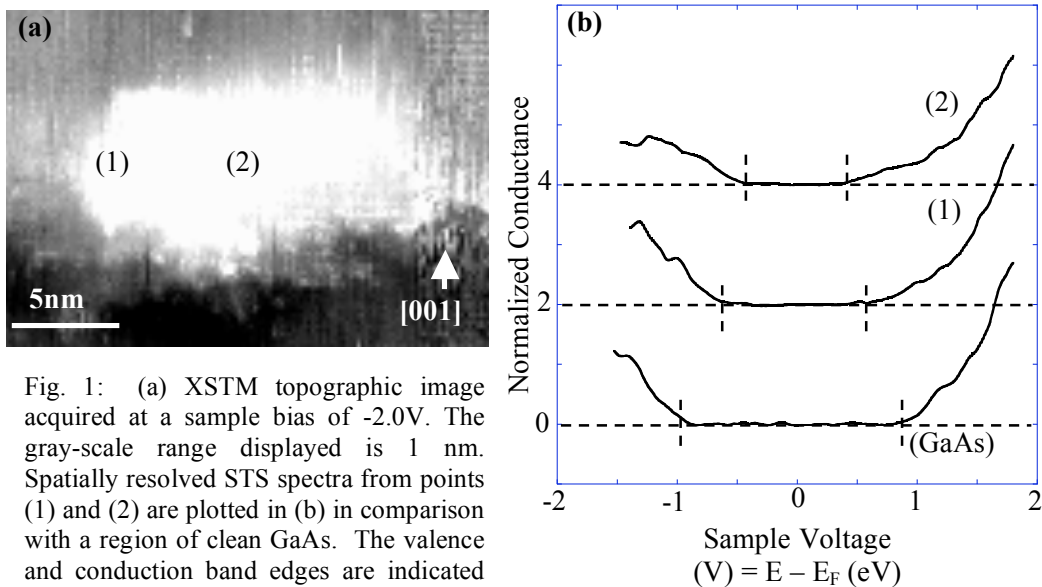 (a)
(1)
(2)
5nm
[001]
Fig. 1: (a) XSTM topographic image
acquired at a sample bias of -2.0V. The
gray-scale range displayed is 1 nm.
Spatially resolved STS spectra from points
(1) and (2) are plotted in (b) in comparison
with a region of clean GaAs. The valence
and conduction band edges are indicated
(b)
Normalized Conductance
4
2
0
(2)
(1)
(GaAs)
-2
-1
0
1
2
Sample Voltage
(V) = E – E_F (eV)